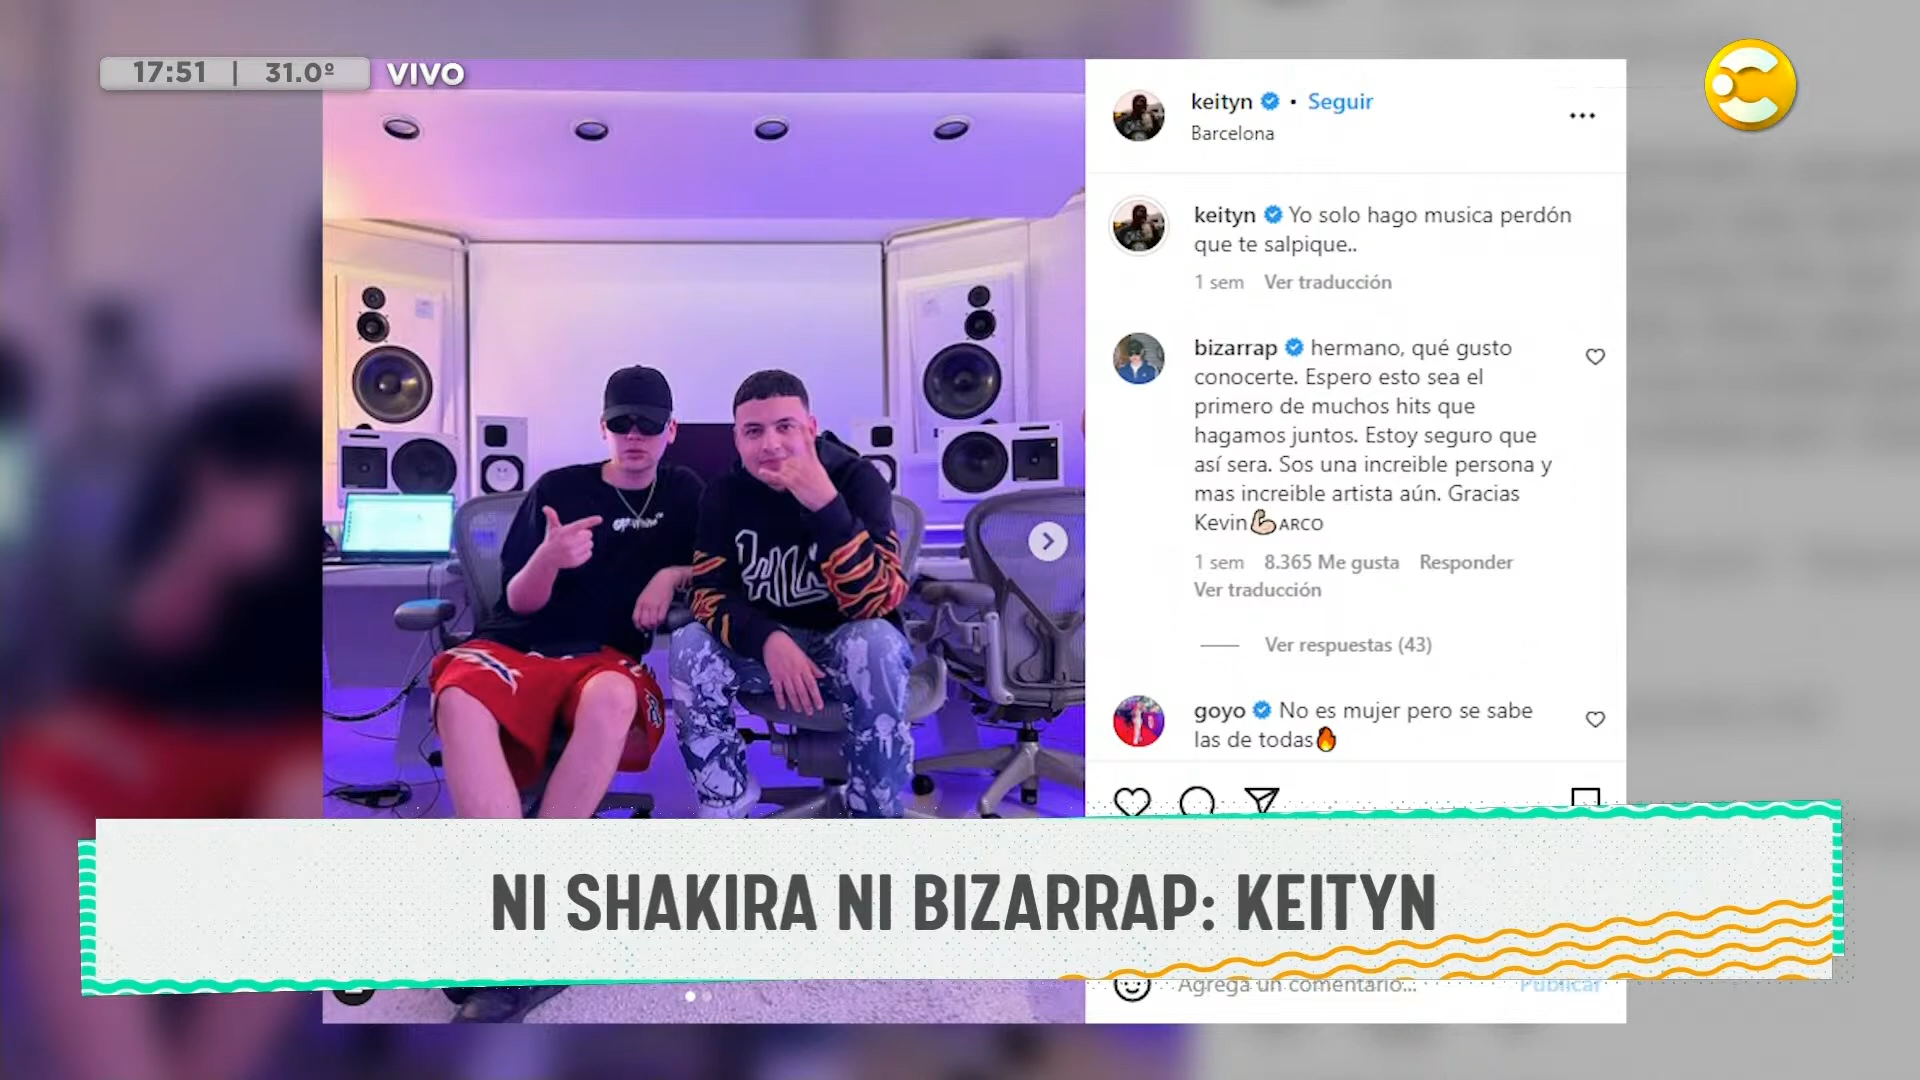 17:51 | 31.0º VIVO
keityn • Seguir
Barcelona
keityn Yo solo hago musica perdón
que te salpique..
1 sem Ver traducción
bizarrap hermano, qué gusto
conocerte. Espero esto sea el
primero de muchos hits que
hagamos juntos. Estoy seguro que
así sera. Sos una increible persona y
mas increible artista aún. Gracias
Kevin💪🏻ARCO
1 sem 8.365 Me gusta Responder
Ver traducción
Ver respuestas (43)
goyo No es mujer pero se sabe
las de todas🔥
NI SHAKIRA NI BIZARRAP: KEITYN
Agrega un comentario... Publicar